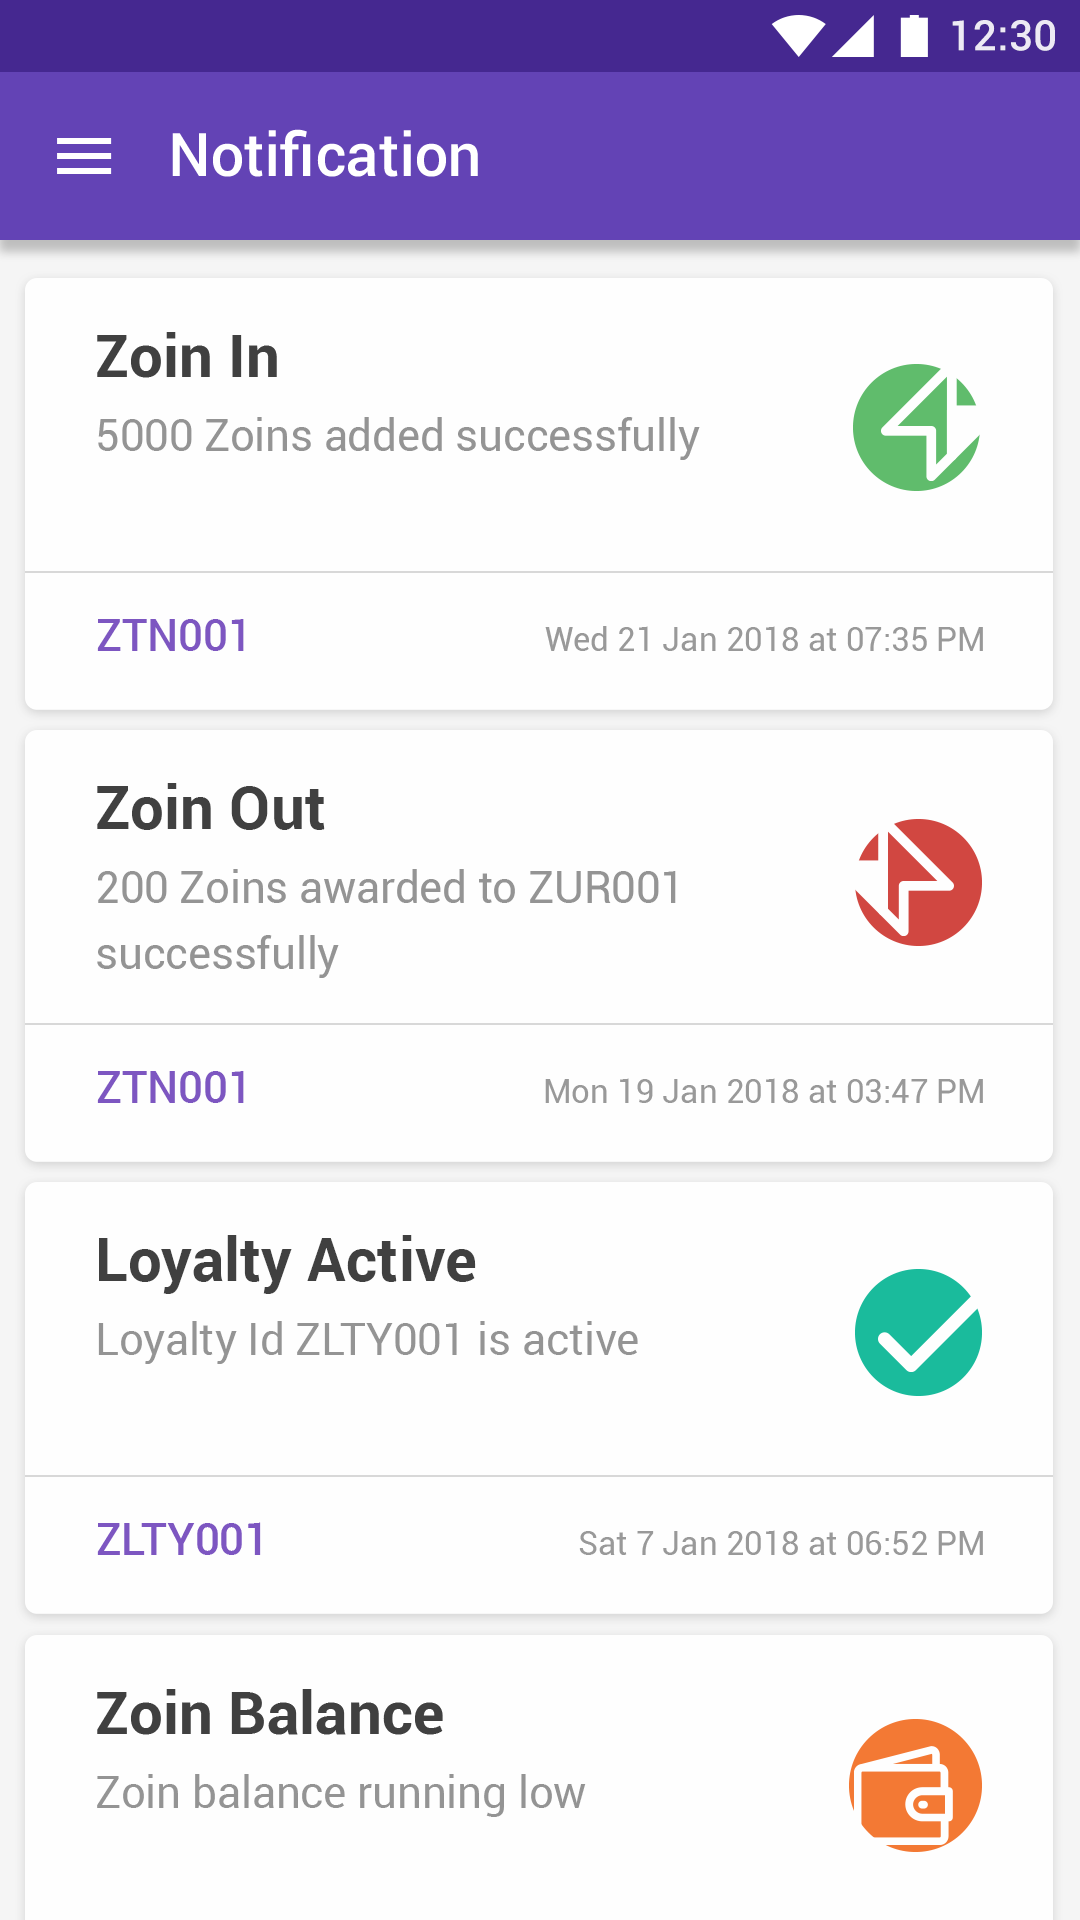 12:30
Notification
Zoin In
5000 Zoins added successfully
ZTN001
Wed 21 Jan 2018 at 07:35 PM
Zoin Out
200 Zoins awarded to ZUR001
successfully
ZTN001
Mon 19 Jan 2018 at 03:47 PM
Loyalty Active
Loyalty Id ZLTY001 is active
ZLTY001
Sat 7 Jan 2018 at 06:52 PM
Zoin Balance
Zoin balance running low